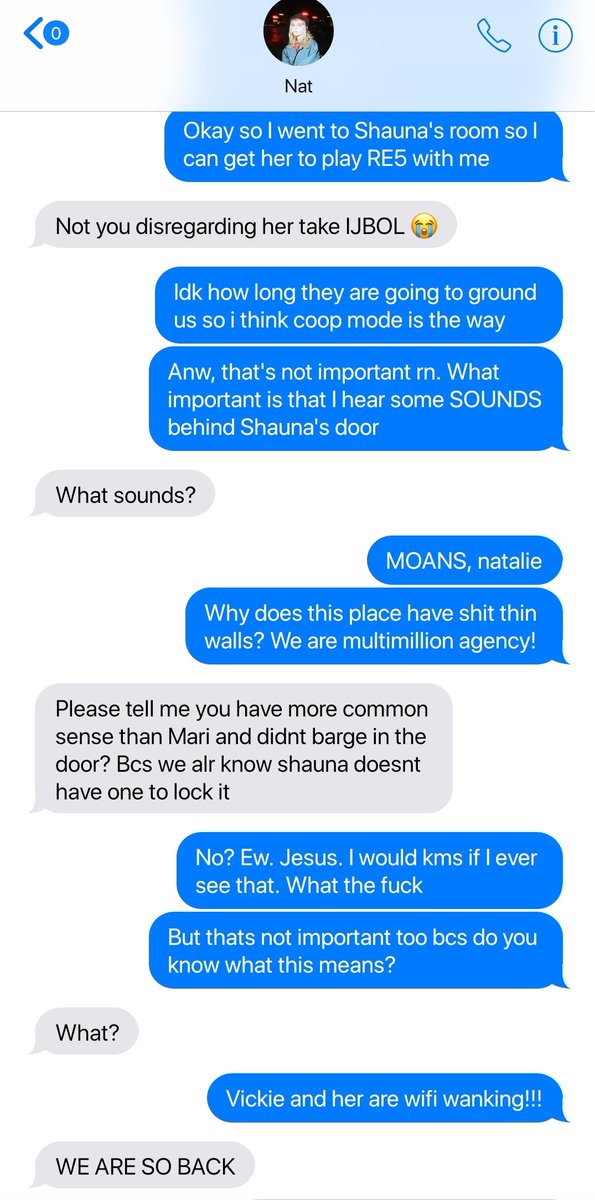 0
Nat
Okay so I went to Shauna's room so I
can get her to play RE5 with me
Not you disregarding her take IJBOL 😭
Idk how long they are going to ground
us so i think coop mode is the way
Anw, that's not important rn. What
important is that I hear some SOUNDS
behind Shauna's door
What sounds?
MOANS, natalie
Why does this place have shit thin
walls? We are multimillion agency!
Please tell me you have more common
sense than Mari and didnt barge in the
door? Bcs we alr know shauna doesnt
have one to lock it
No? Ew. Jesus. I would kms if I ever
see that. What the fuck
But thats not important too bcs do you
know what this means?
What?
Vickie and her are wifi wanking!!!
WE ARE SO BACK